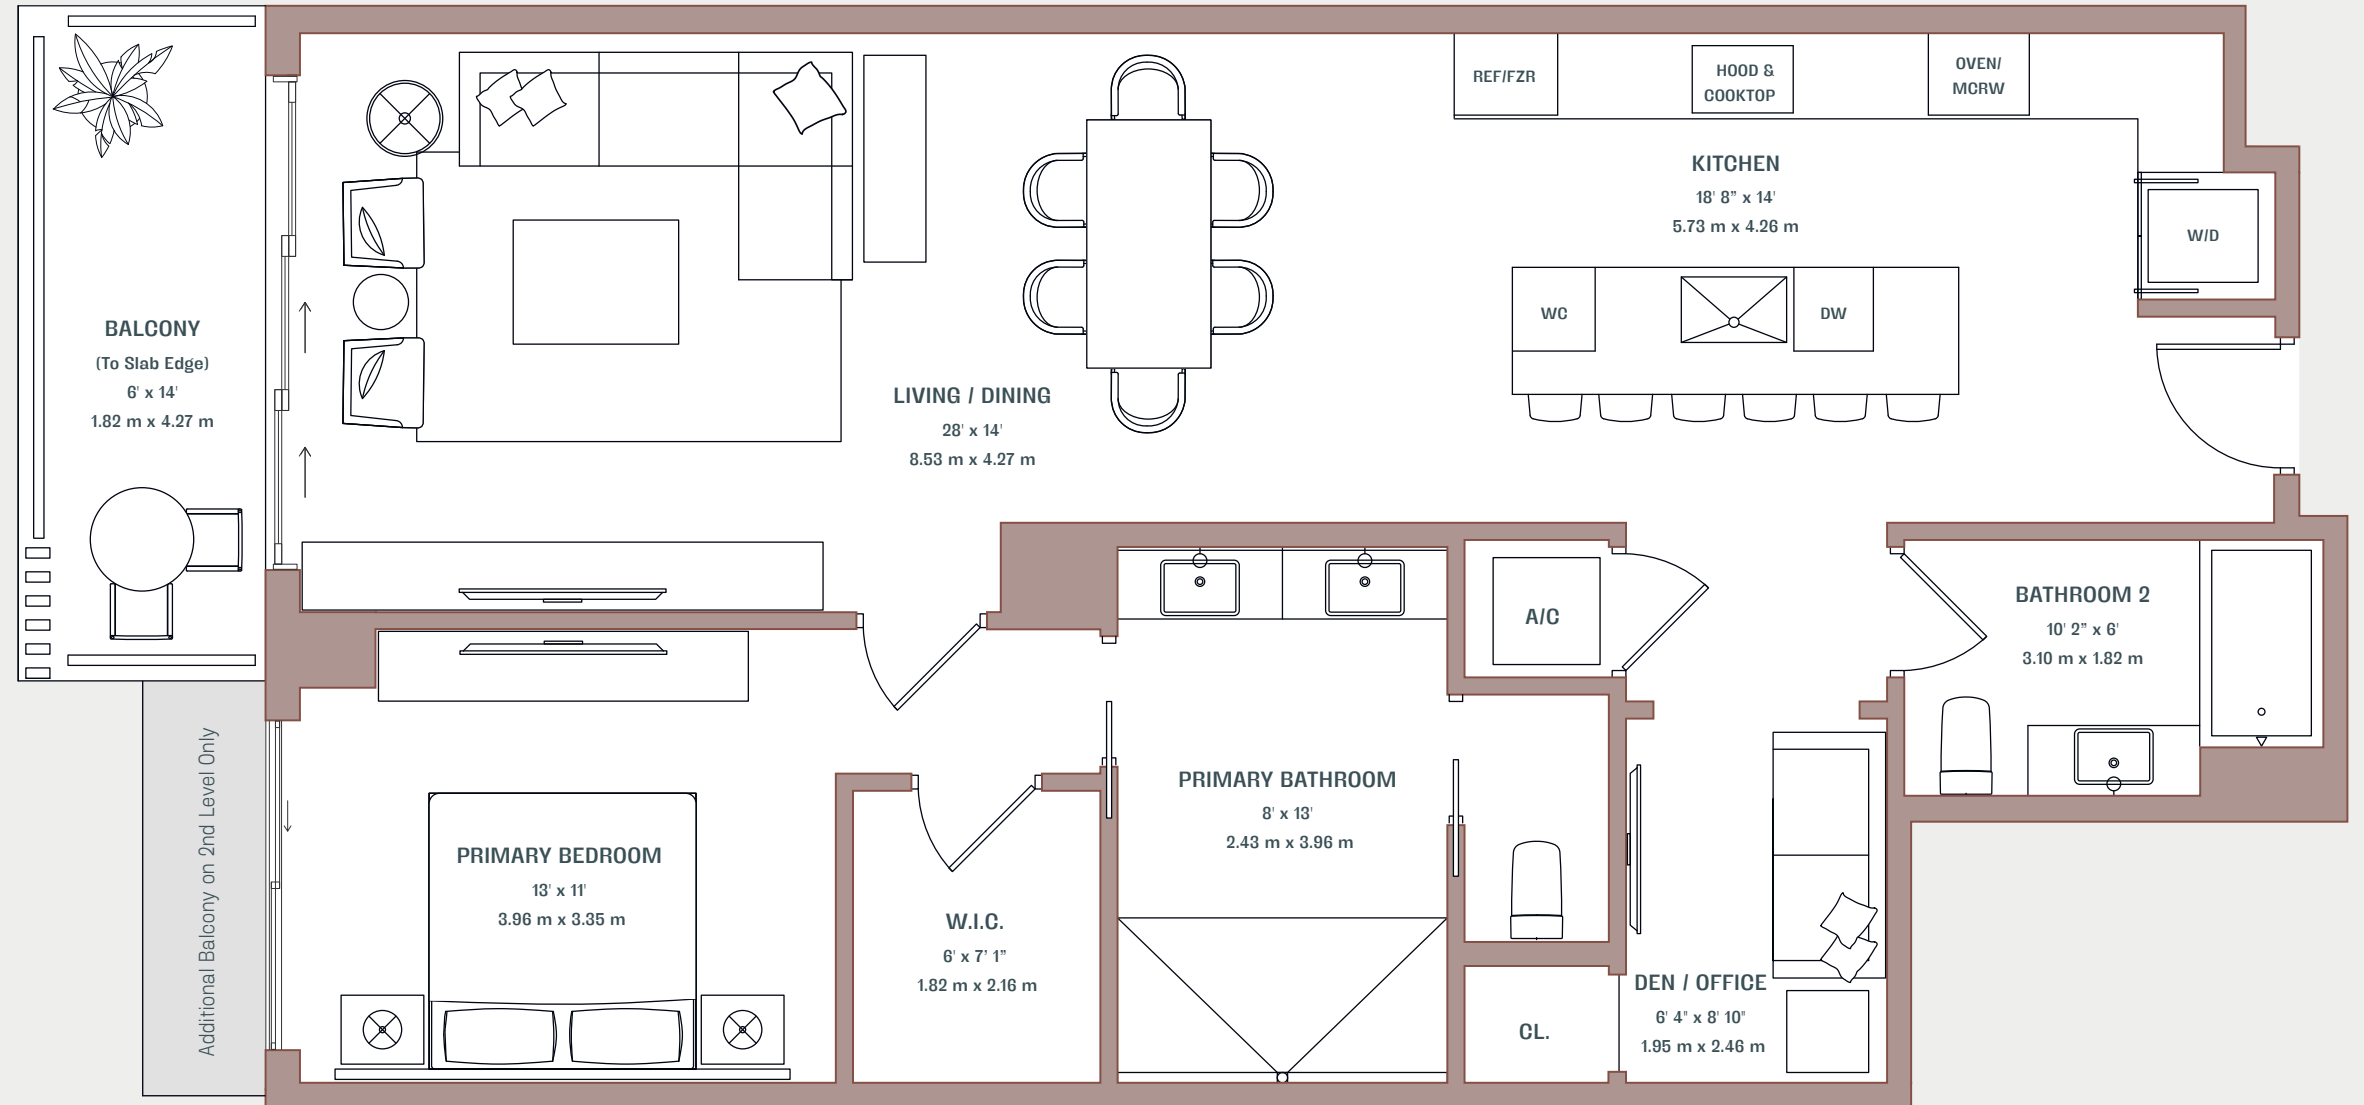 REF/FZR
HOOD &
COOKTOP
OVEN/
MCRW
KITCHEN
18' 8" x 14'
5.73 m x 4.26 m
W/D
WC
DW
BALCONY
(To Slab Edge)
6' x 14'
1.82 m x 4.27 m
LIVING / DINING
28' x 14'
8.53 m x 4.27 m
A/C
BATHROOM 2
10' 2" x 6'
3.10 m x 1.82 m
Additional Balcony on 2nd Level Only
PRIMARY BEDROOM
13' x 11'
3.96 m x 3.35 m
W.I.C.
6' x 7' 1"
1.82 m x 2.16 m
PRIMARY BATHROOM
8' x 13'
2.43 m x 3.96 m
CL.
DEN / OFFICE
6' 4" x 8' 10"
1.95 m x 2.46 m